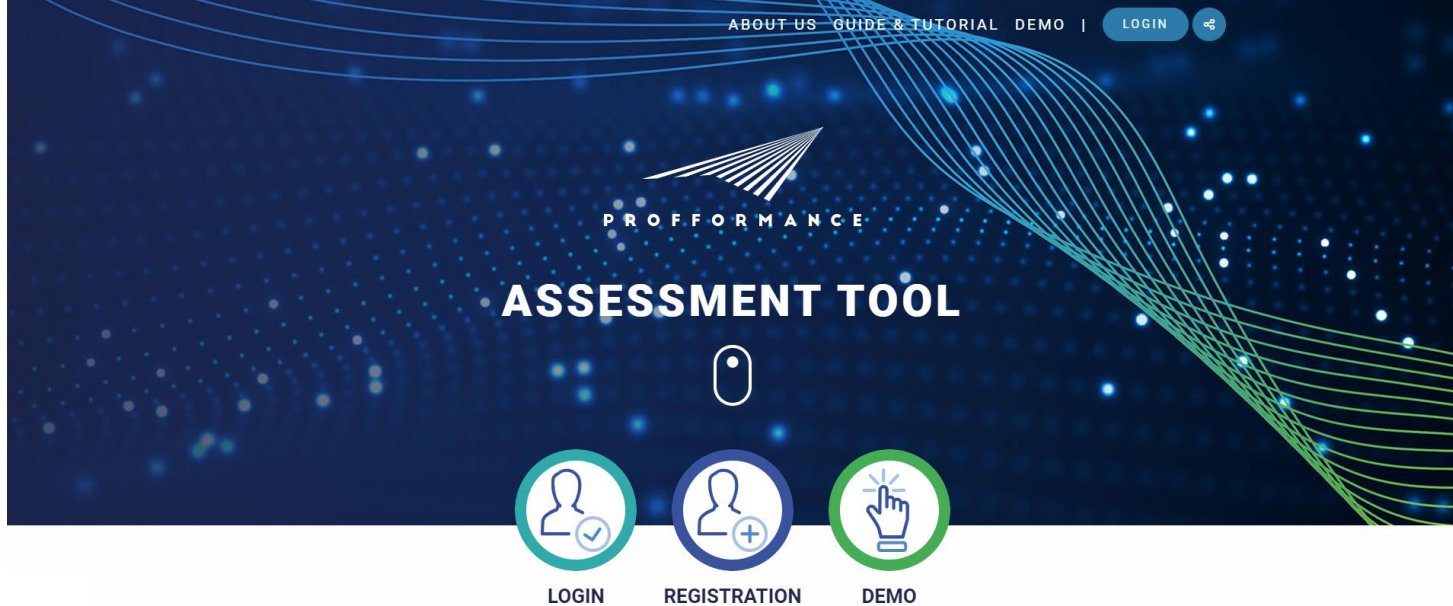 ABOUT US GUIDE & TUTORIAL DEMO | LOGIN
PROFFORMANCE
ASSESSMENT TOOL
LOGIN REGISTRATION DEMO